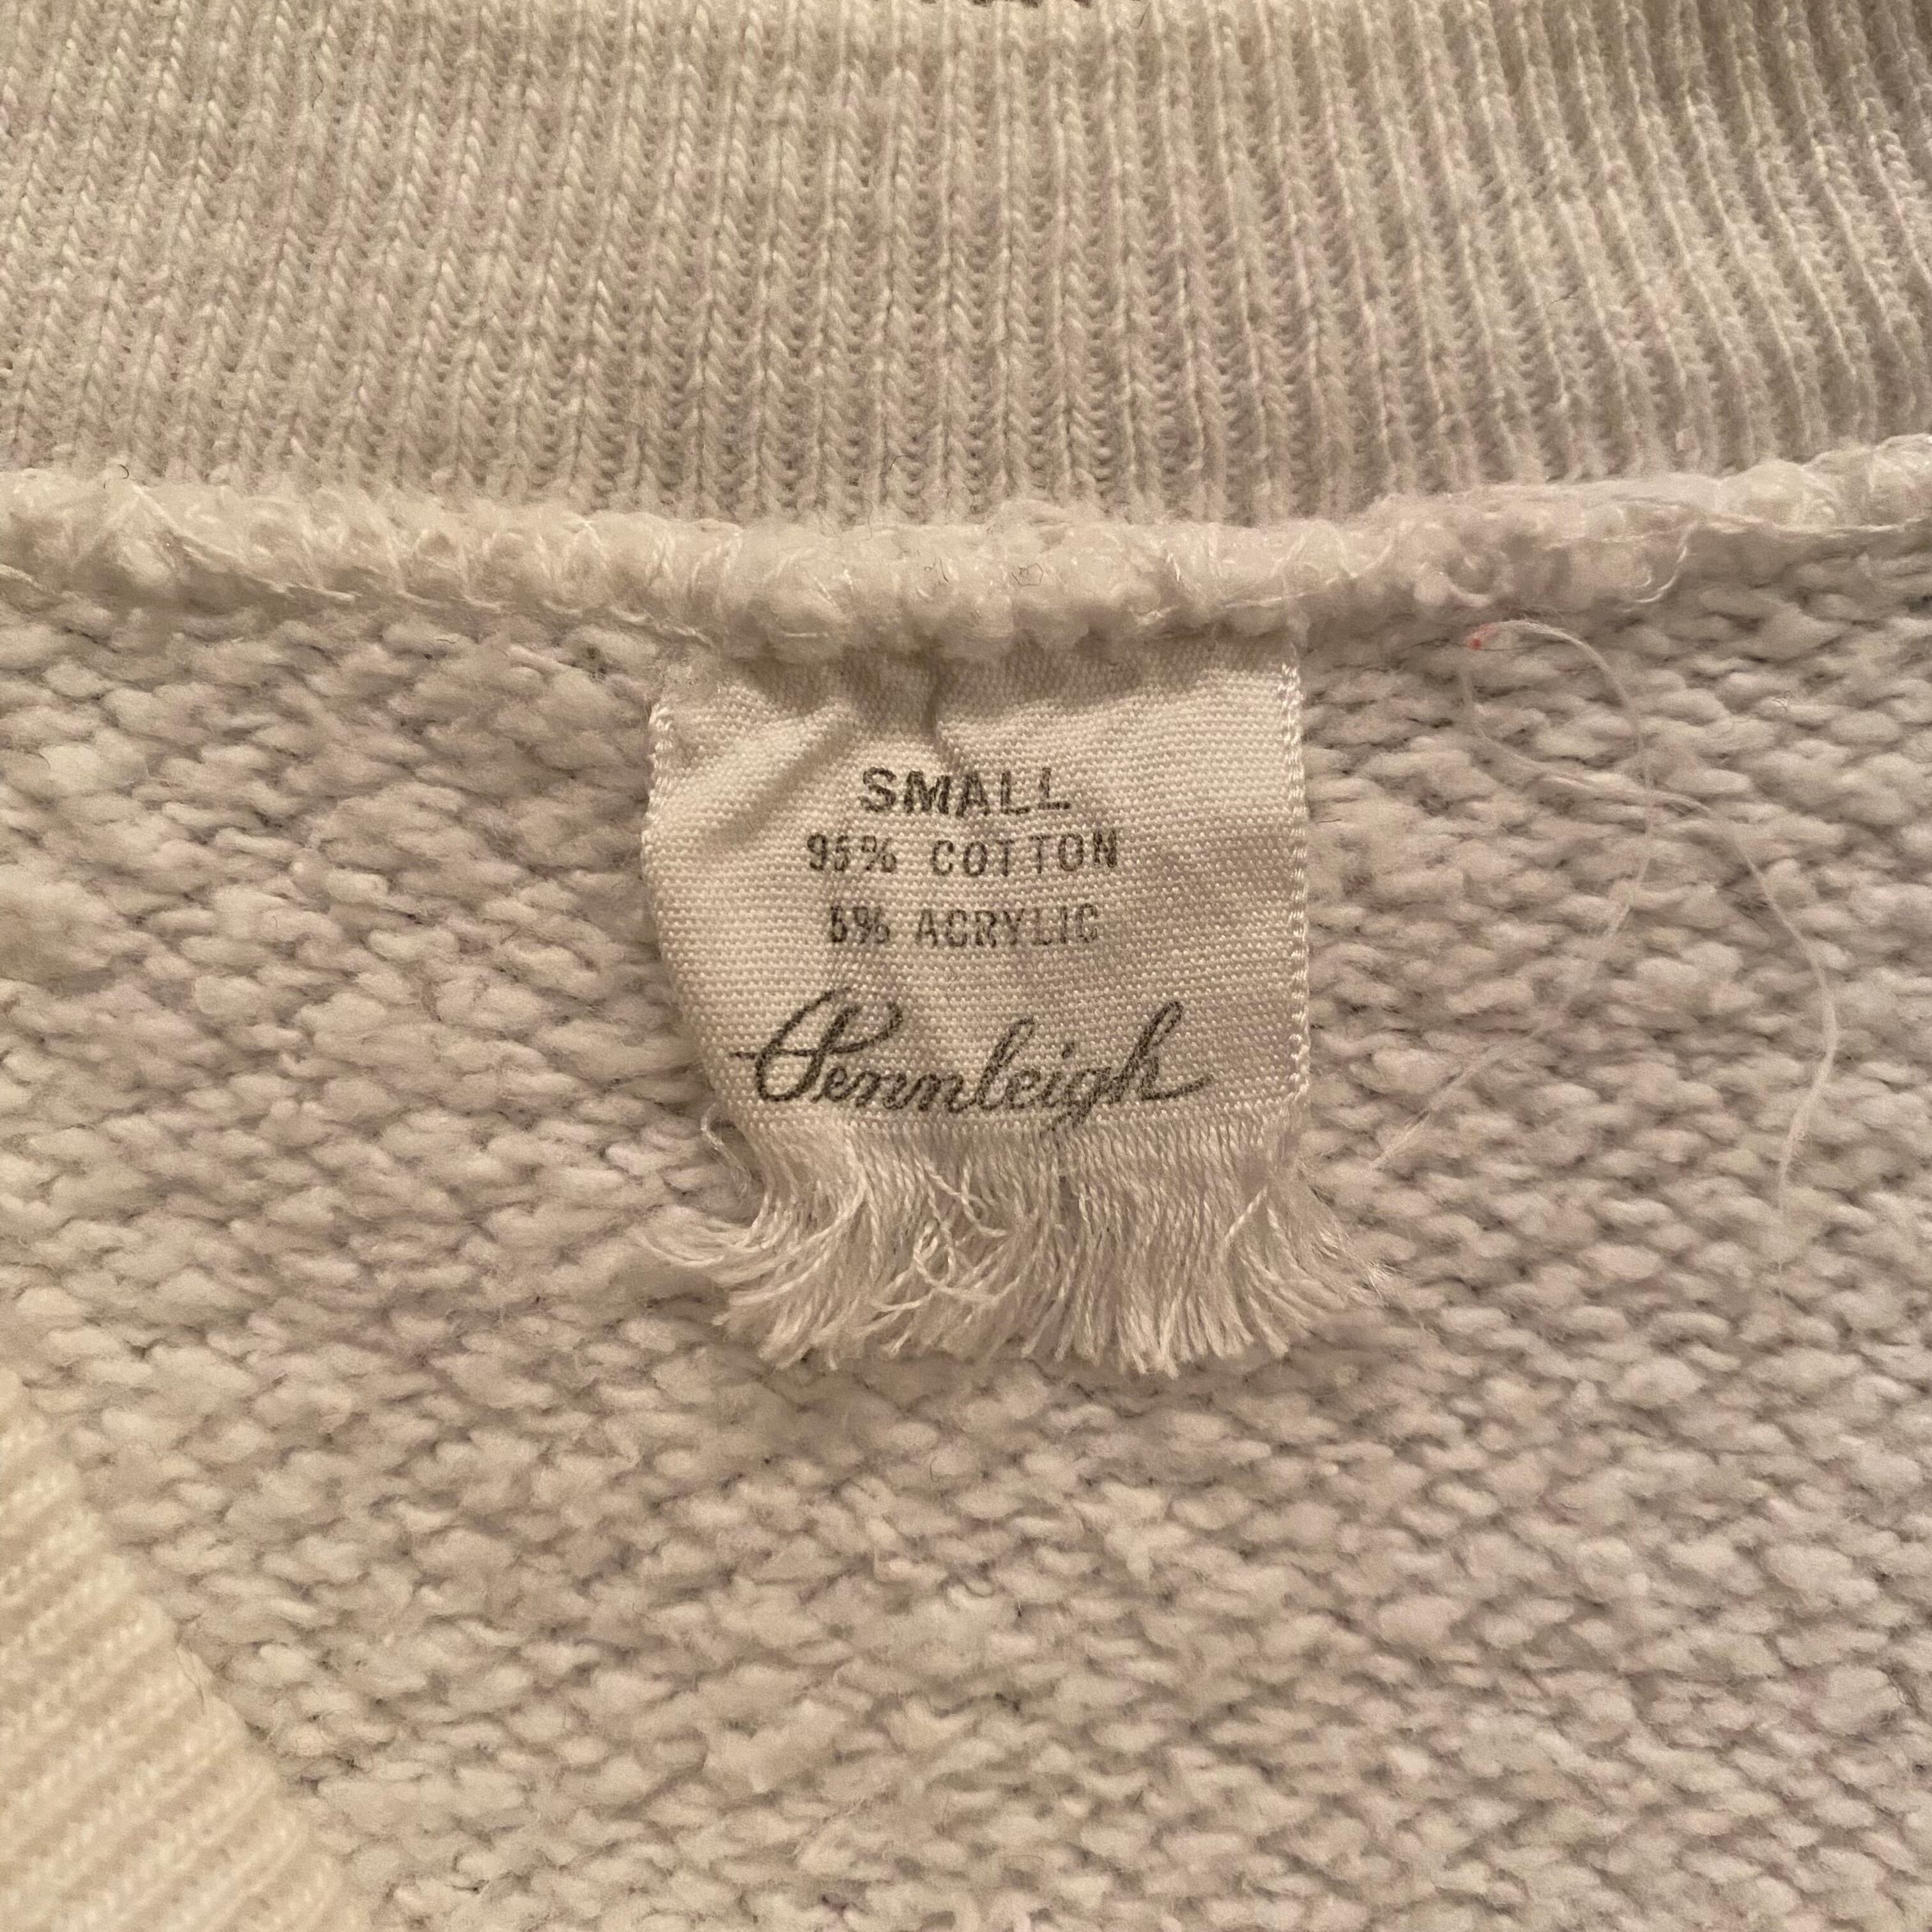 SMALL
95% COTTON
5% ACRYLIC
Pennleigh